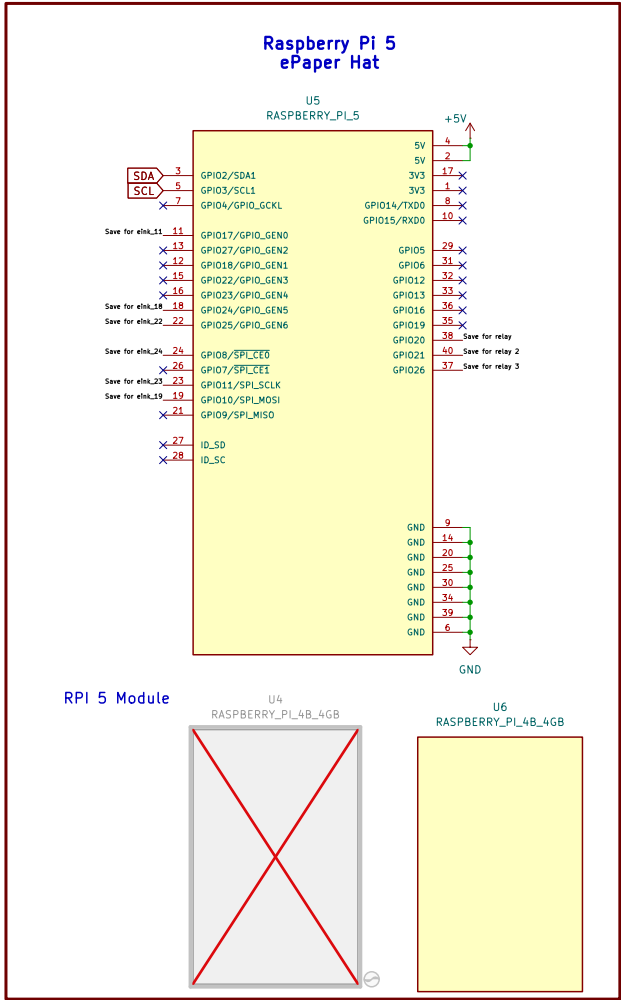 Raspberry Pi 5
ePaper Hat
U5
RASPBERRY_PI_5
+5V
5V 4
5V 2
SDA 3 GPIO2/SDA1 3V3 17
SCL 5 GPIO3/SCL1 3V3 1
7 GPIO4/GPIO_GCKL GPIO14/TXD0 8
GPIO15/RXD0 10
Save for eink_11 11 GPIO17/GPIO_GEN0
13 GPIO27/GPIO_GEN2 GPIO5 29
12 GPIO18/GPIO_GEN1 GPIO6 31
15 GPIO22/GPIO_GEN3 GPIO12 32
16 GPIO23/GPIO_GEN4 GPIO13 33
Save for eink_18 18 GPIO24/GPIO_GEN5 GPIO16 36
Save for eink_22 22 GPIO25/GPIO_GEN6 GPIO19 35
GPIO20 38 Save for relay
Save for eink_24 24 GPIO8/SPI_CE0 GPIO21 40 Save for relay 2
26 GPIO7/SPI_CE1 GPIO26 37 Save for relay 3
Save for eink_23 23 GPIO11/SPI_SCLK
Save for eink_19 19 GPIO10/SPI_MOSI
21 GPIO9/SPI_MISO
27 ID_SD
28 ID_SC
GND 9
GND 14
GND 20
GND 25
GND 30
GND 34
GND 39
GND 6
GND
RPI 5 Module
U4
RASPBERRY_PI_4B_4GB
U6
RASPBERRY_PI_4B_4GB